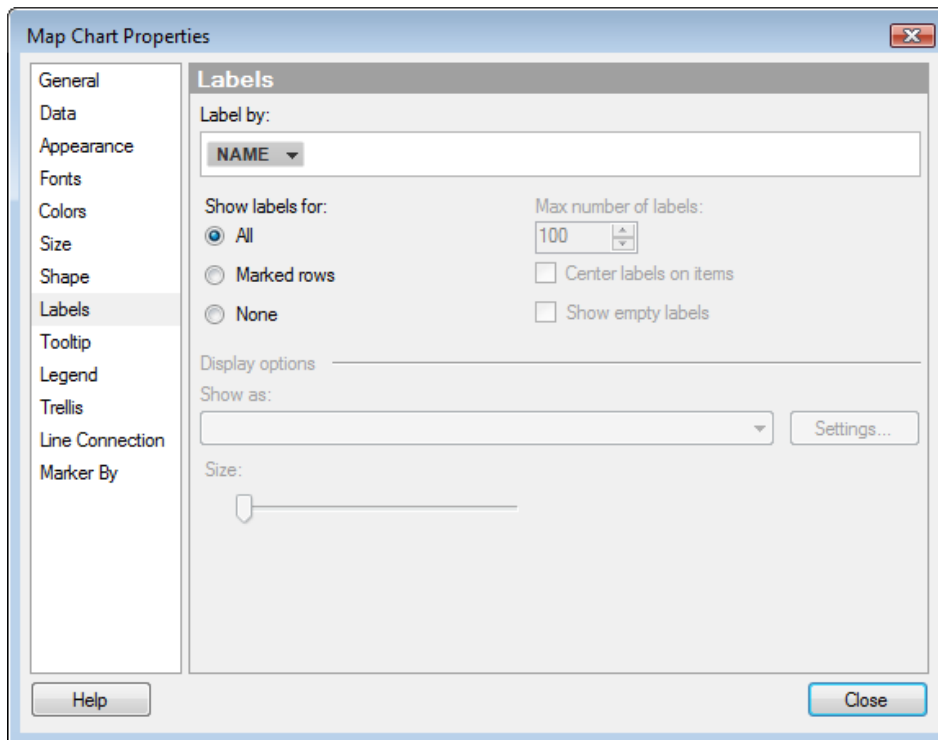 Map Chart Properties
General
Data
Appearance
Fonts
Colors
Size
Shape
Labels
Tooltip
Legend
Trellis
Line Connection
Marker By
Labels
Label by:
NAME
Show labels for:
All
Marked rows
None
Max number of labels:
100
Center labels on items
Show empty labels
Display options
Show as:
Settings...
Size:
Help
Close